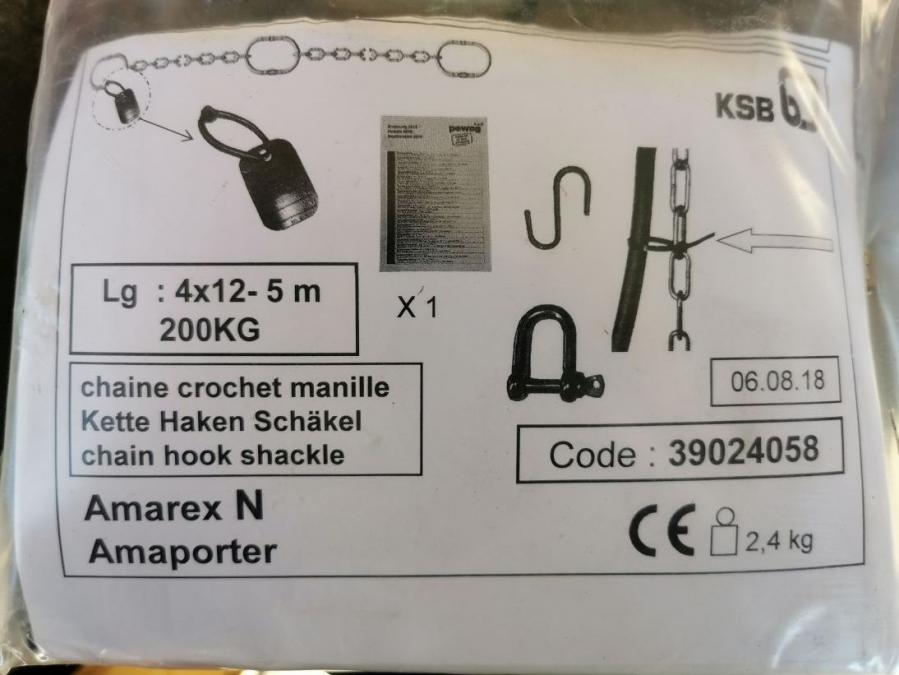 KSB
pewag
X 1
Lg : 4x12- 5 m
200KG
chaine crochet manille
Kette Haken Schäkel
chain hook shackle
06.08.18
Code : 39024058
Amarex N
Amaporter
CE
2,4 kg